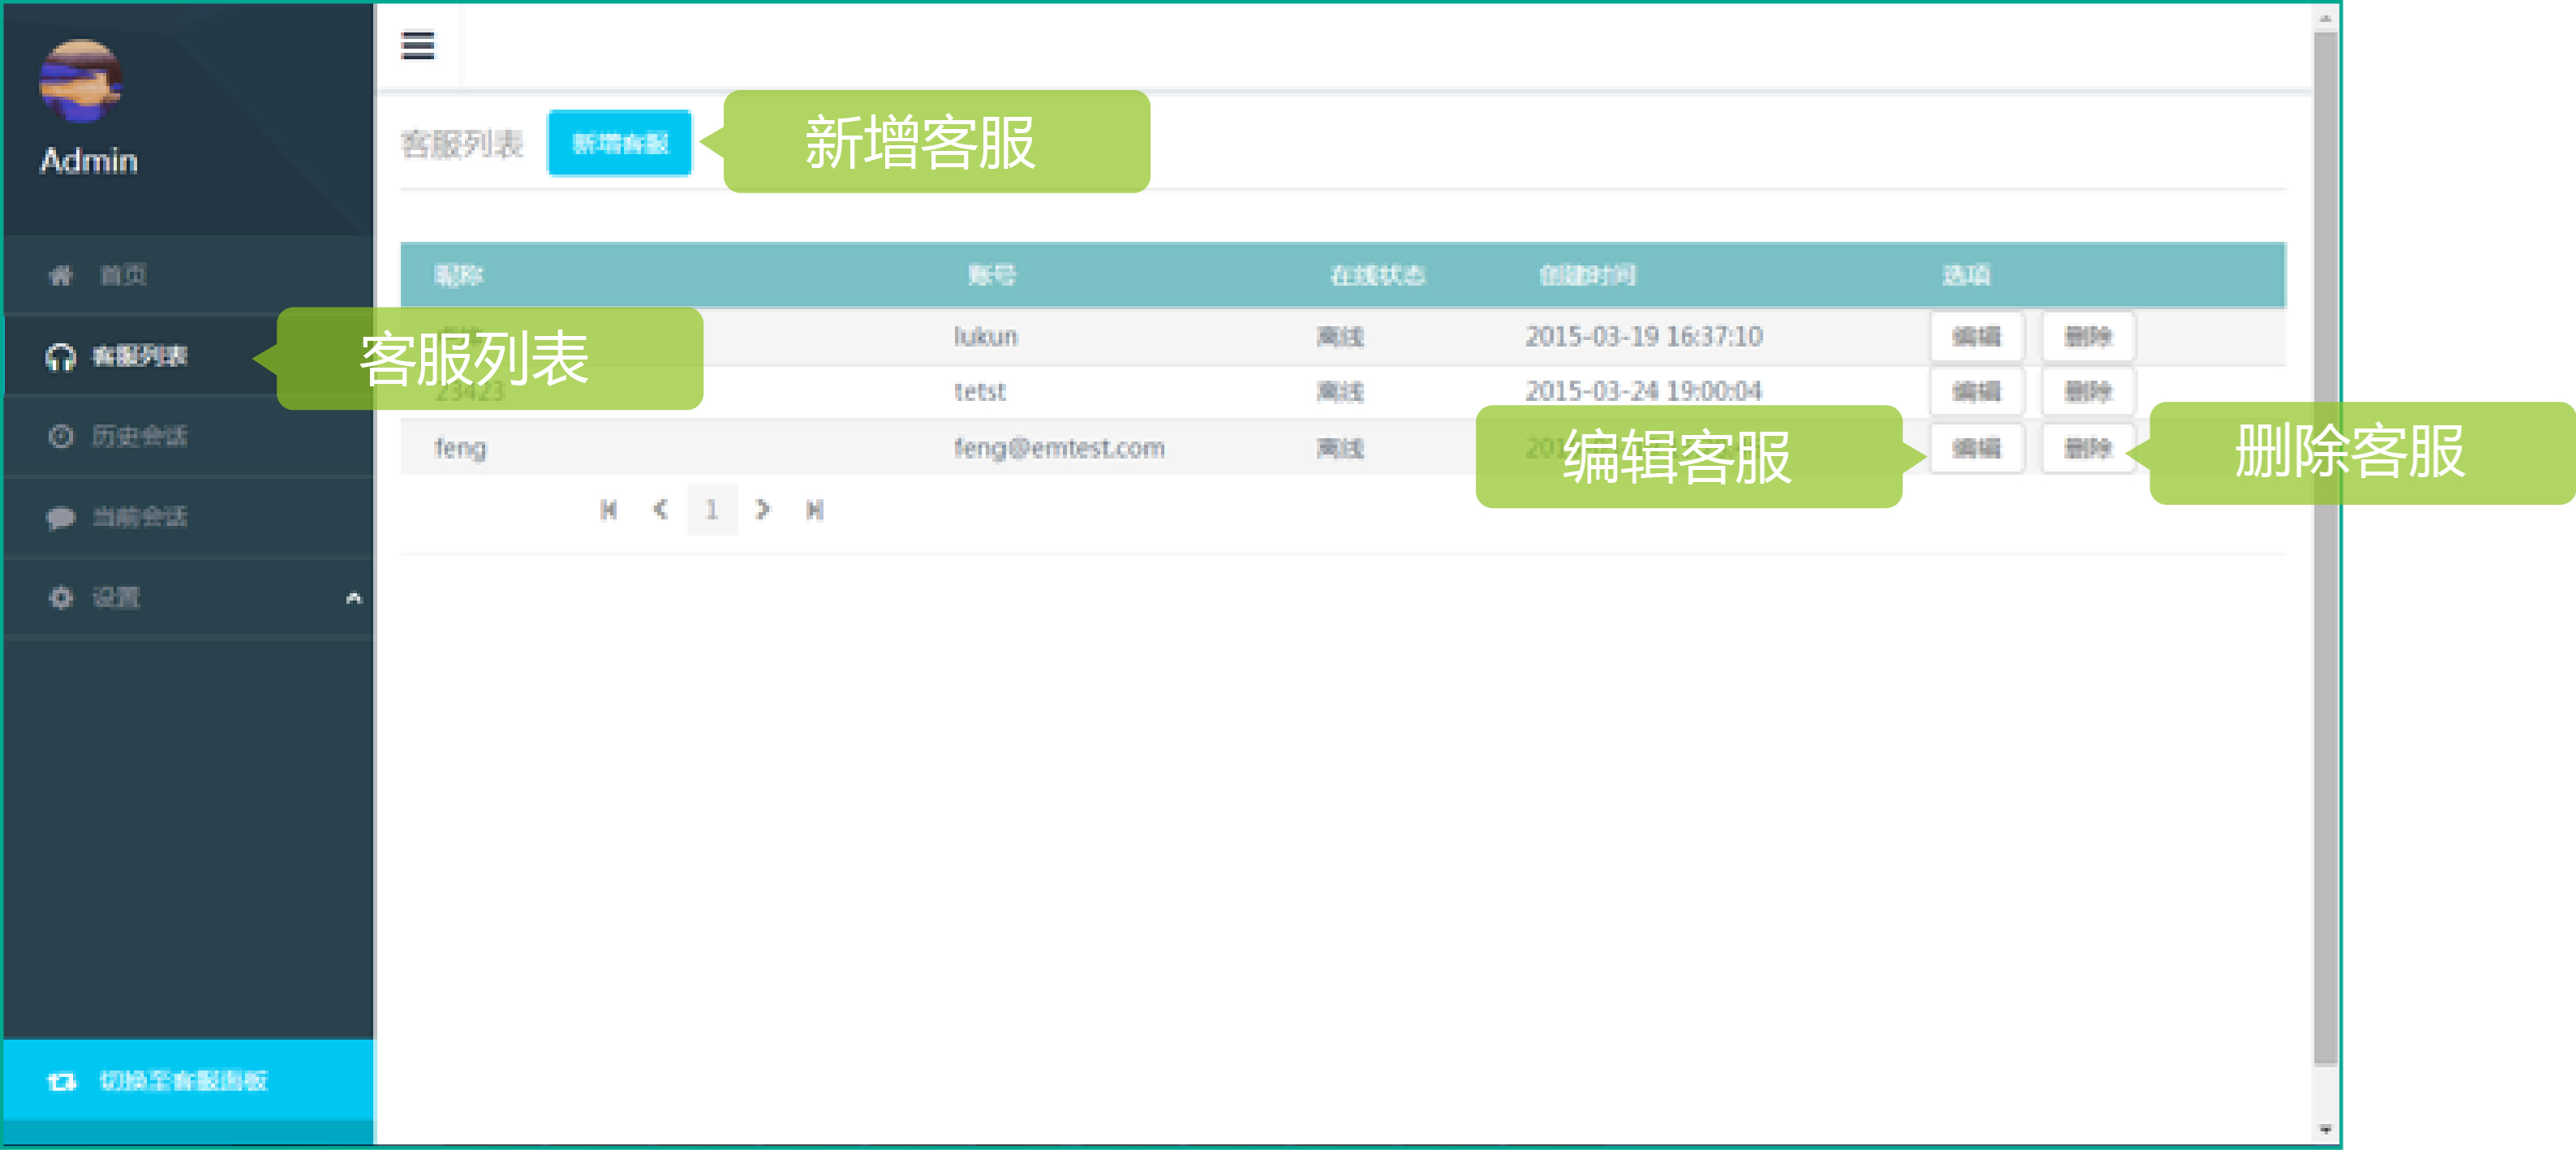 Admin
首页
客服列表
历史会话
当前会话
设置
切换至客服面板
客服列表 新增客服
新增客服
昵称 账号 在线状态 创建时间 选项
lukun 离线 2015-03-19 16:37:10 编辑 删除
23423 tetst 离线 2015-03-24 19:00:04 编辑 删除
feng feng@emtest.com 离线 编辑 删除
1
客服列表
编辑客服
删除客服